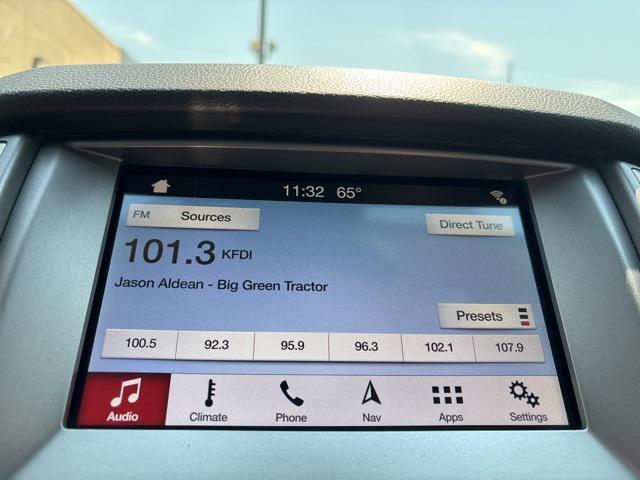 11:32 65°
FM Sources
Direct Tune
101.3 KFDI
Jason Aldean - Big Green Tractor
Presets
100.5 92.3 95.9 96.3 102.1 107.9
Audio Climate Phone Nav Apps Settings